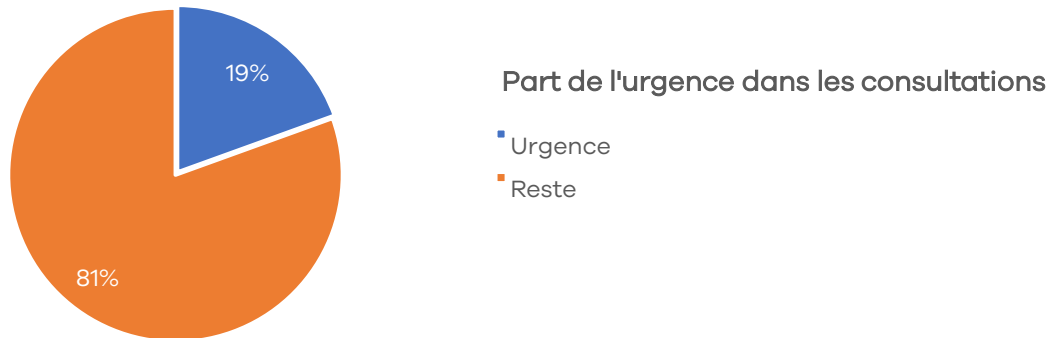 19%
Part de l'urgence dans les consultations
Urgence
Reste
81%